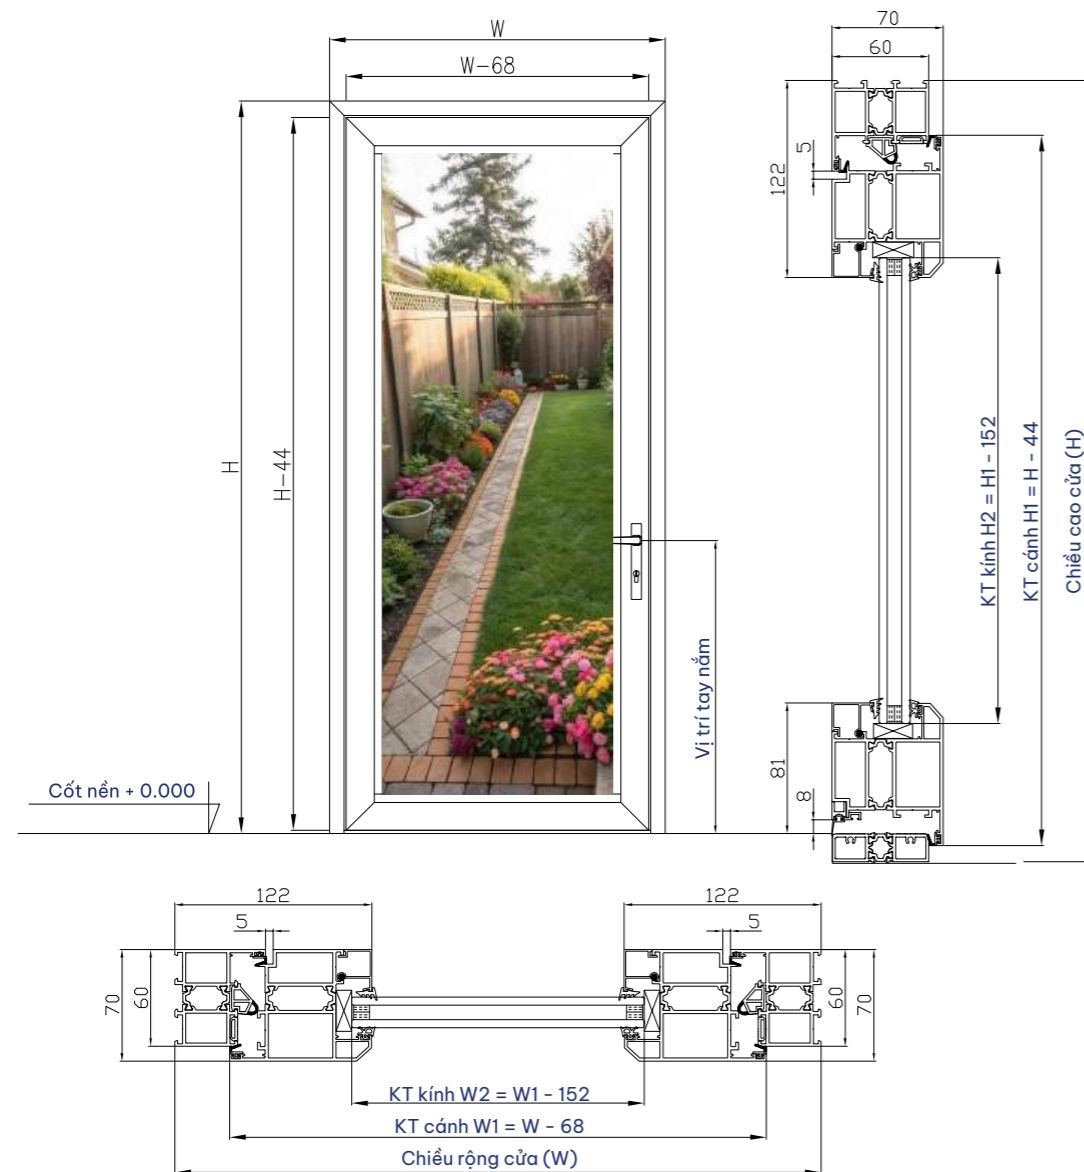 W
W-68
H
H-44
Vị trí tay nắm
Cốt nền + 0.000
70
60
122
5
KT kính H2 = H1 - 152
KT cánh H1 = H - 44
Chiều cao cửa (H)
81
8
122
122
5
5
70
60
60
70
KT kính W2 = W1 - 152
KT cánh W1 = W - 68
Chiều rộng cửa (W)